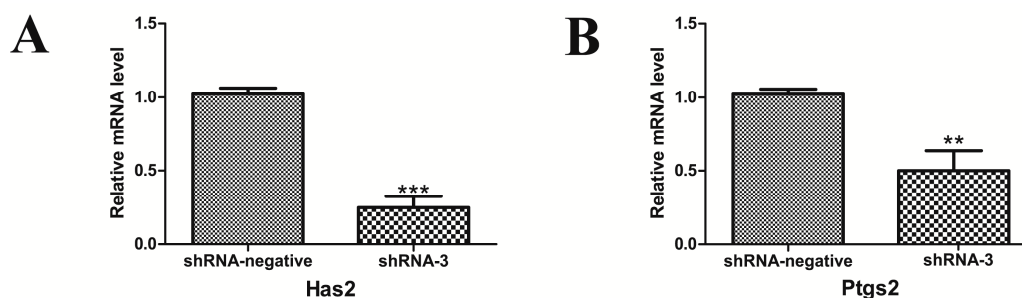 A
Relative mRNA level
1.5
1.0
0.5
0.0
***
shRNA-negative shRNA-3
Has2
B
Relative mRNA level
1.5
1.0
0.5
0.0
**
shRNA-negative shRNA-3
Ptgs2